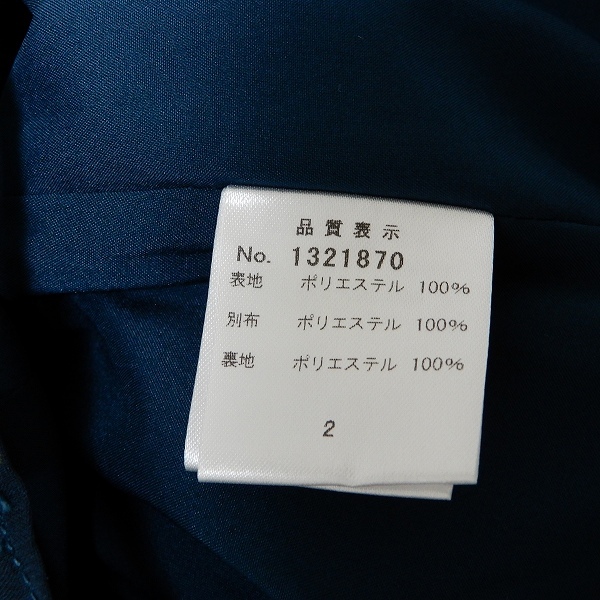 品質表示
No. 1321870
表地 ポリエステル 100%
別布 ポリエステル 100%
裏地 ポリエステル 100%
2